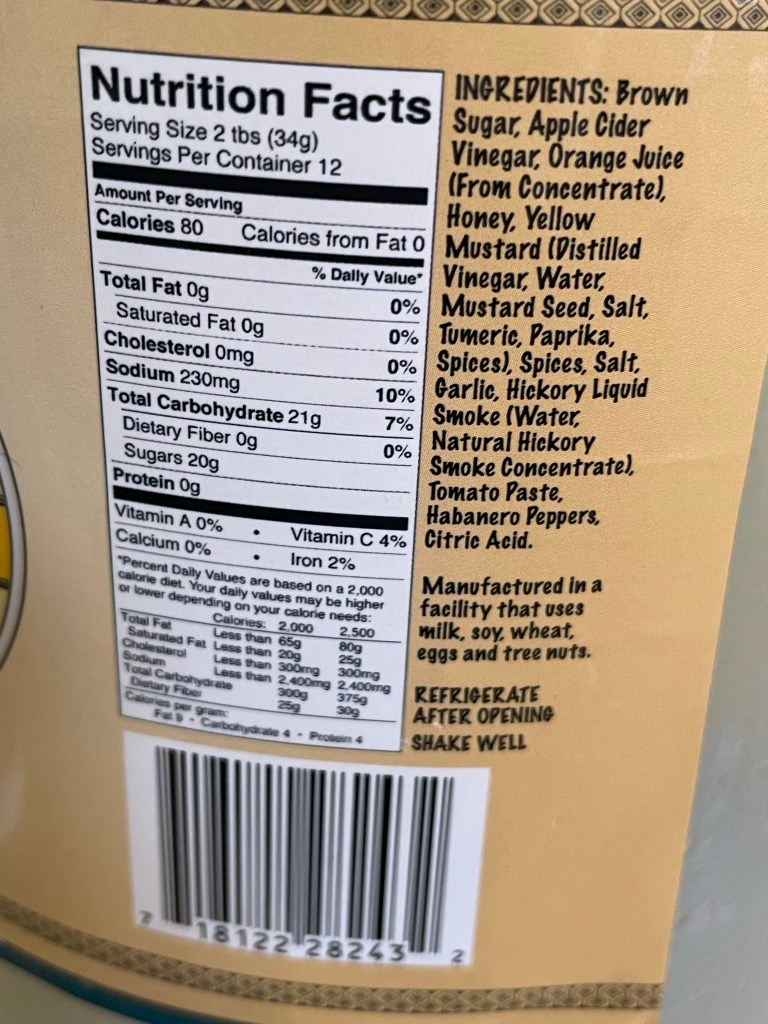 Nutrition Facts
Serving Size 2 tbs (34g)
Servings Per Container 12
Amount Per Serving
Calories 80 Calories from Fat 0
% Daily Value*
Total Fat 0g 0%
Saturated Fat 0g 0%
Cholesterol 0mg 0%
Sodium 230mg 10%
Total Carbohydrate 21g 7%
Dietary Fiber 0g 0%
Sugars 20g
Protein 0g
Vitamin A 0% • Vitamin C 4%
Calcium 0% • Iron 2%
*Percent Daily Values are based on a 2,000
calorie diet. Your daily values may be higher
or lower depending on your calorie needs:
Calories: 2,000 2,500
Total Fat Less than 65g 80g
Saturated Fat Less than 20g 25g
Cholesterol Less than 300mg 300mg
Sodium Less than 2,400mg 2,400mg
Total Carbohydrate 300g 375g
Dietary Fiber 25g 30g
Calories per gram:
Fat 9 • Carbohydrate 4 • Protein 4
INGREDIENTS: Brown
Sugar, Apple Cider
Vinegar, Orange Juice
(From Concentrate),
Honey, Yellow
Mustard (Distilled
Vinegar, Water,
Mustard Seed, Salt,
Tumeric, Paprika,
Spices), Spices, Salt,
Garlic, Hickory Liquid
Smoke (Water,
Natural Hickory
Smoke Concentrate),
Tomato Paste,
Habanero Peppers,
Citric Acid.
Manufactured in a
facility that uses
milk, soy, wheat,
eggs and tree nuts.
REFRIGERATE
AFTER OPENING
SHAKE WELL
7 18122 28243 2